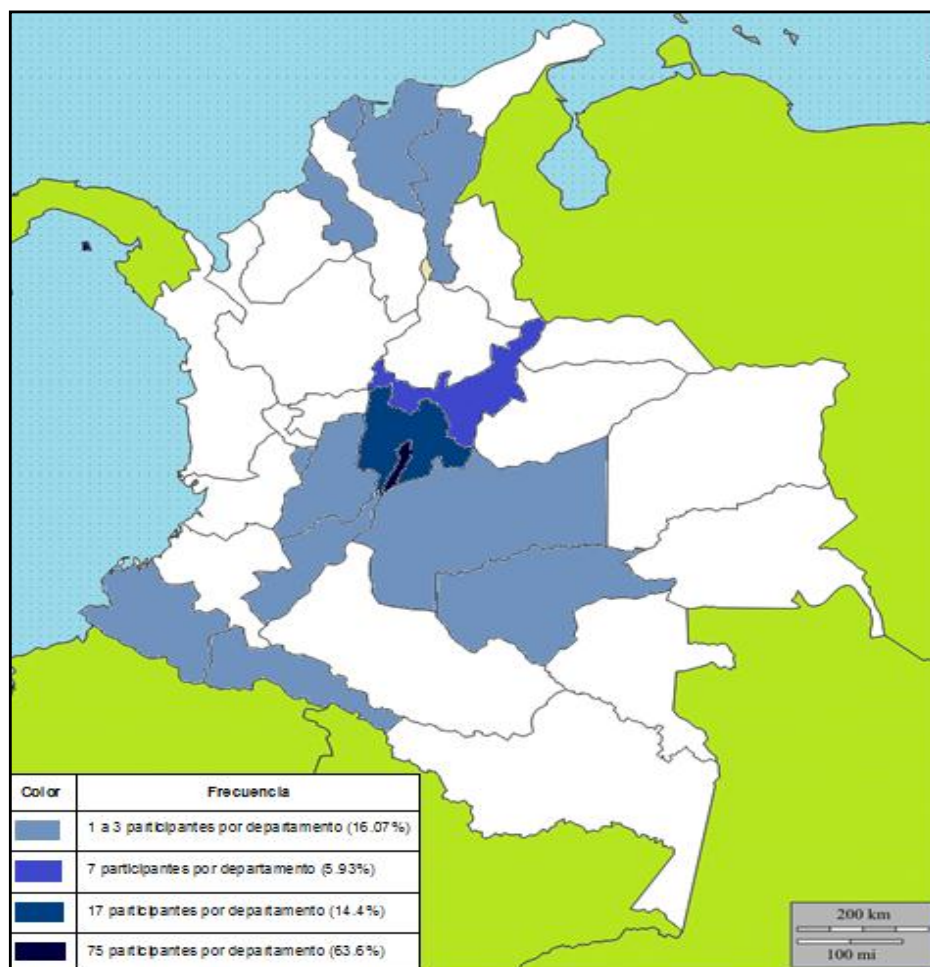 Color Frecuencia
1 a 3 participantes por departamento (16.07%)
7 participantes por departamento (5.93%)
17 participantes por departamento (14.4%)
75 participantes por departamento (63.6%)
200 km
100 mi